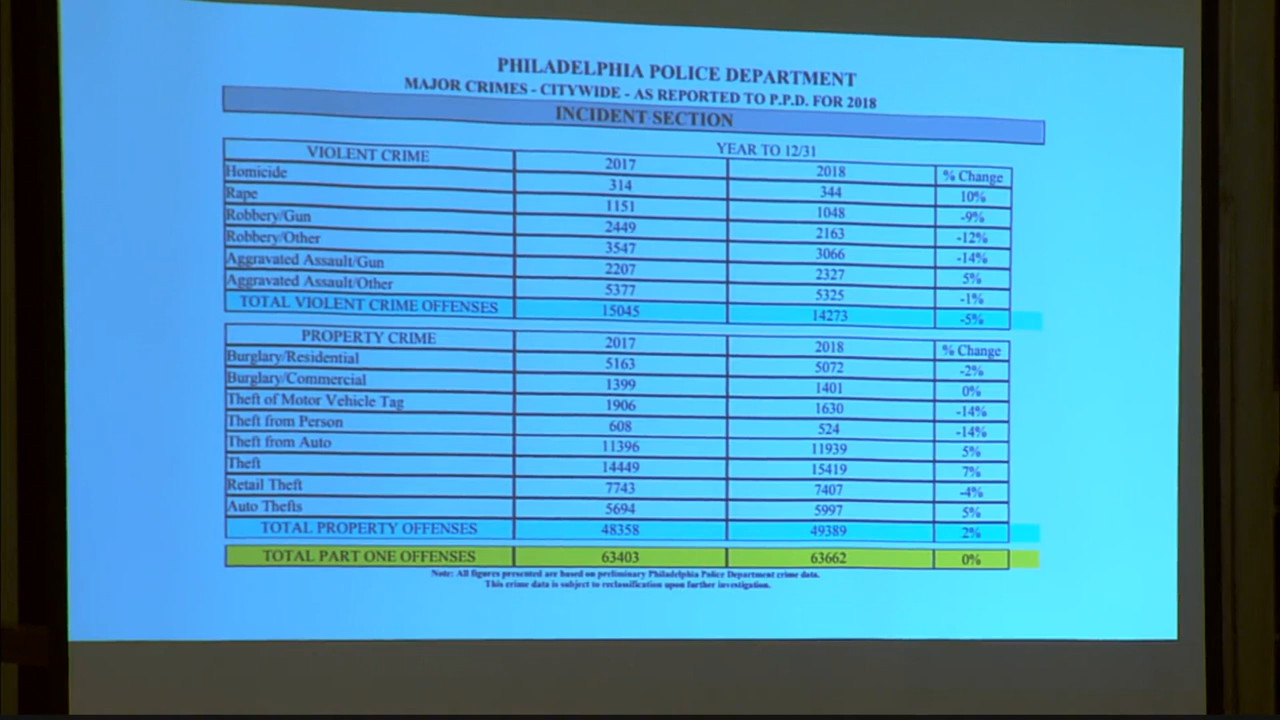 PHILADELPHIA POLICE DEPARTMENT
MAJOR CRIMES - CITYWIDE - AS REPORTED TO P.P.D. FOR 2018
INCIDENT SECTION
YEAR TO 12/31
VIOLENT CRIME 2017 2018 % Change
Homicide 314 344 10%
Rape 1151 1048 -9%
Robbery/Gun 2449 2163 -12%
Robbery/Other 3547 3066 -14%
Aggravated Assault/Gun 2207 2327 5%
Aggravated Assault/Other 5377 5325 -1%
TOTAL VIOLENT CRIME OFFENSES 15045 14273 -5%
PROPERTY CRIME 2017 2018 % Change
Burglary/Residential 5163 5072 -2%
Burglary/Commercial 1399 1401 0%
Theft of Motor Vehicle Tag 1906 1630 -14%
Theft from Person 608 524 -14%
Theft from Auto 11396 11939 5%
Theft 14449 15419 7%
Retail Theft 7743 7407 -4%
Auto Thefts 5694 5997 5%
TOTAL PROPERTY OFFENSES 48358 49389 2%
TOTAL PART ONE OFFENSES 63403 63662 0%
Note: All figures presented are based on preliminary Philadelphia Police Department crime data.
This crime data is subject to reclassification upon further investigation.